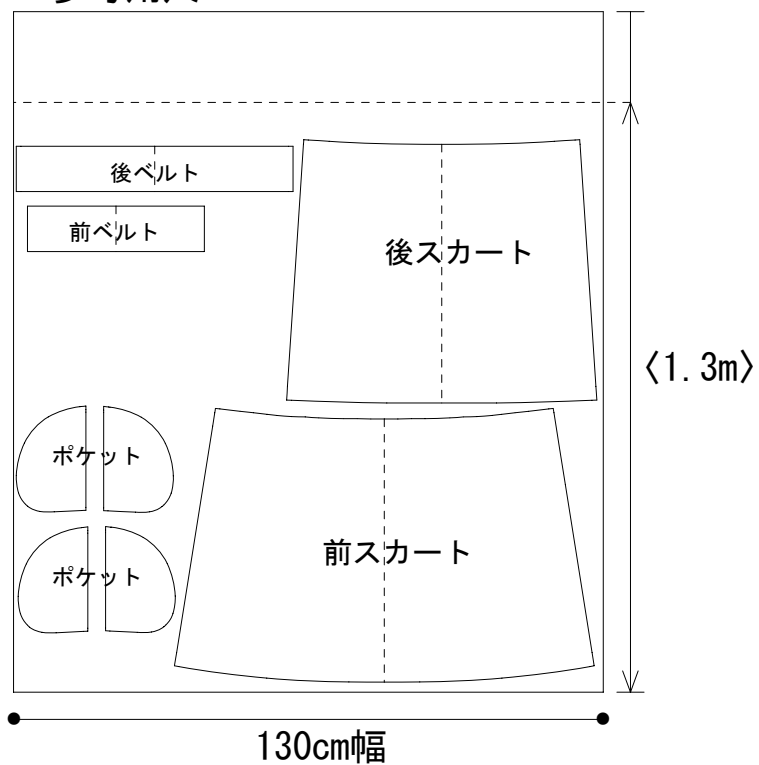 後ベルト
前ベルト
後スカート
〈1.3m〉
ポケット
前スカート
ポケット
130cm幅